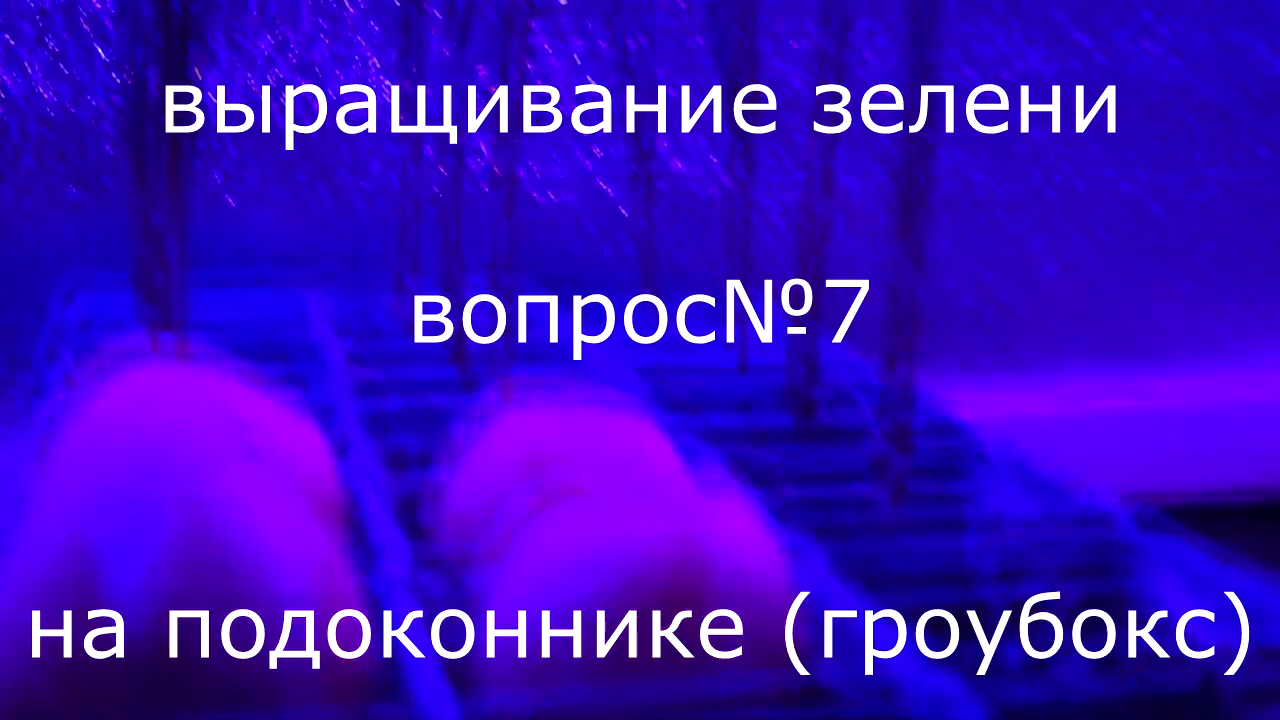 выращивание зелени
вопрос№7
на подоконнике (гроубокс)